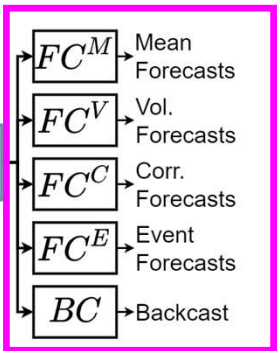 FC^M
Mean
Forecasts
FC^V
Vol.
Forecasts
FC^C
Corr.
Forecasts
FC^E
Event
Forecasts
BC
Backcast